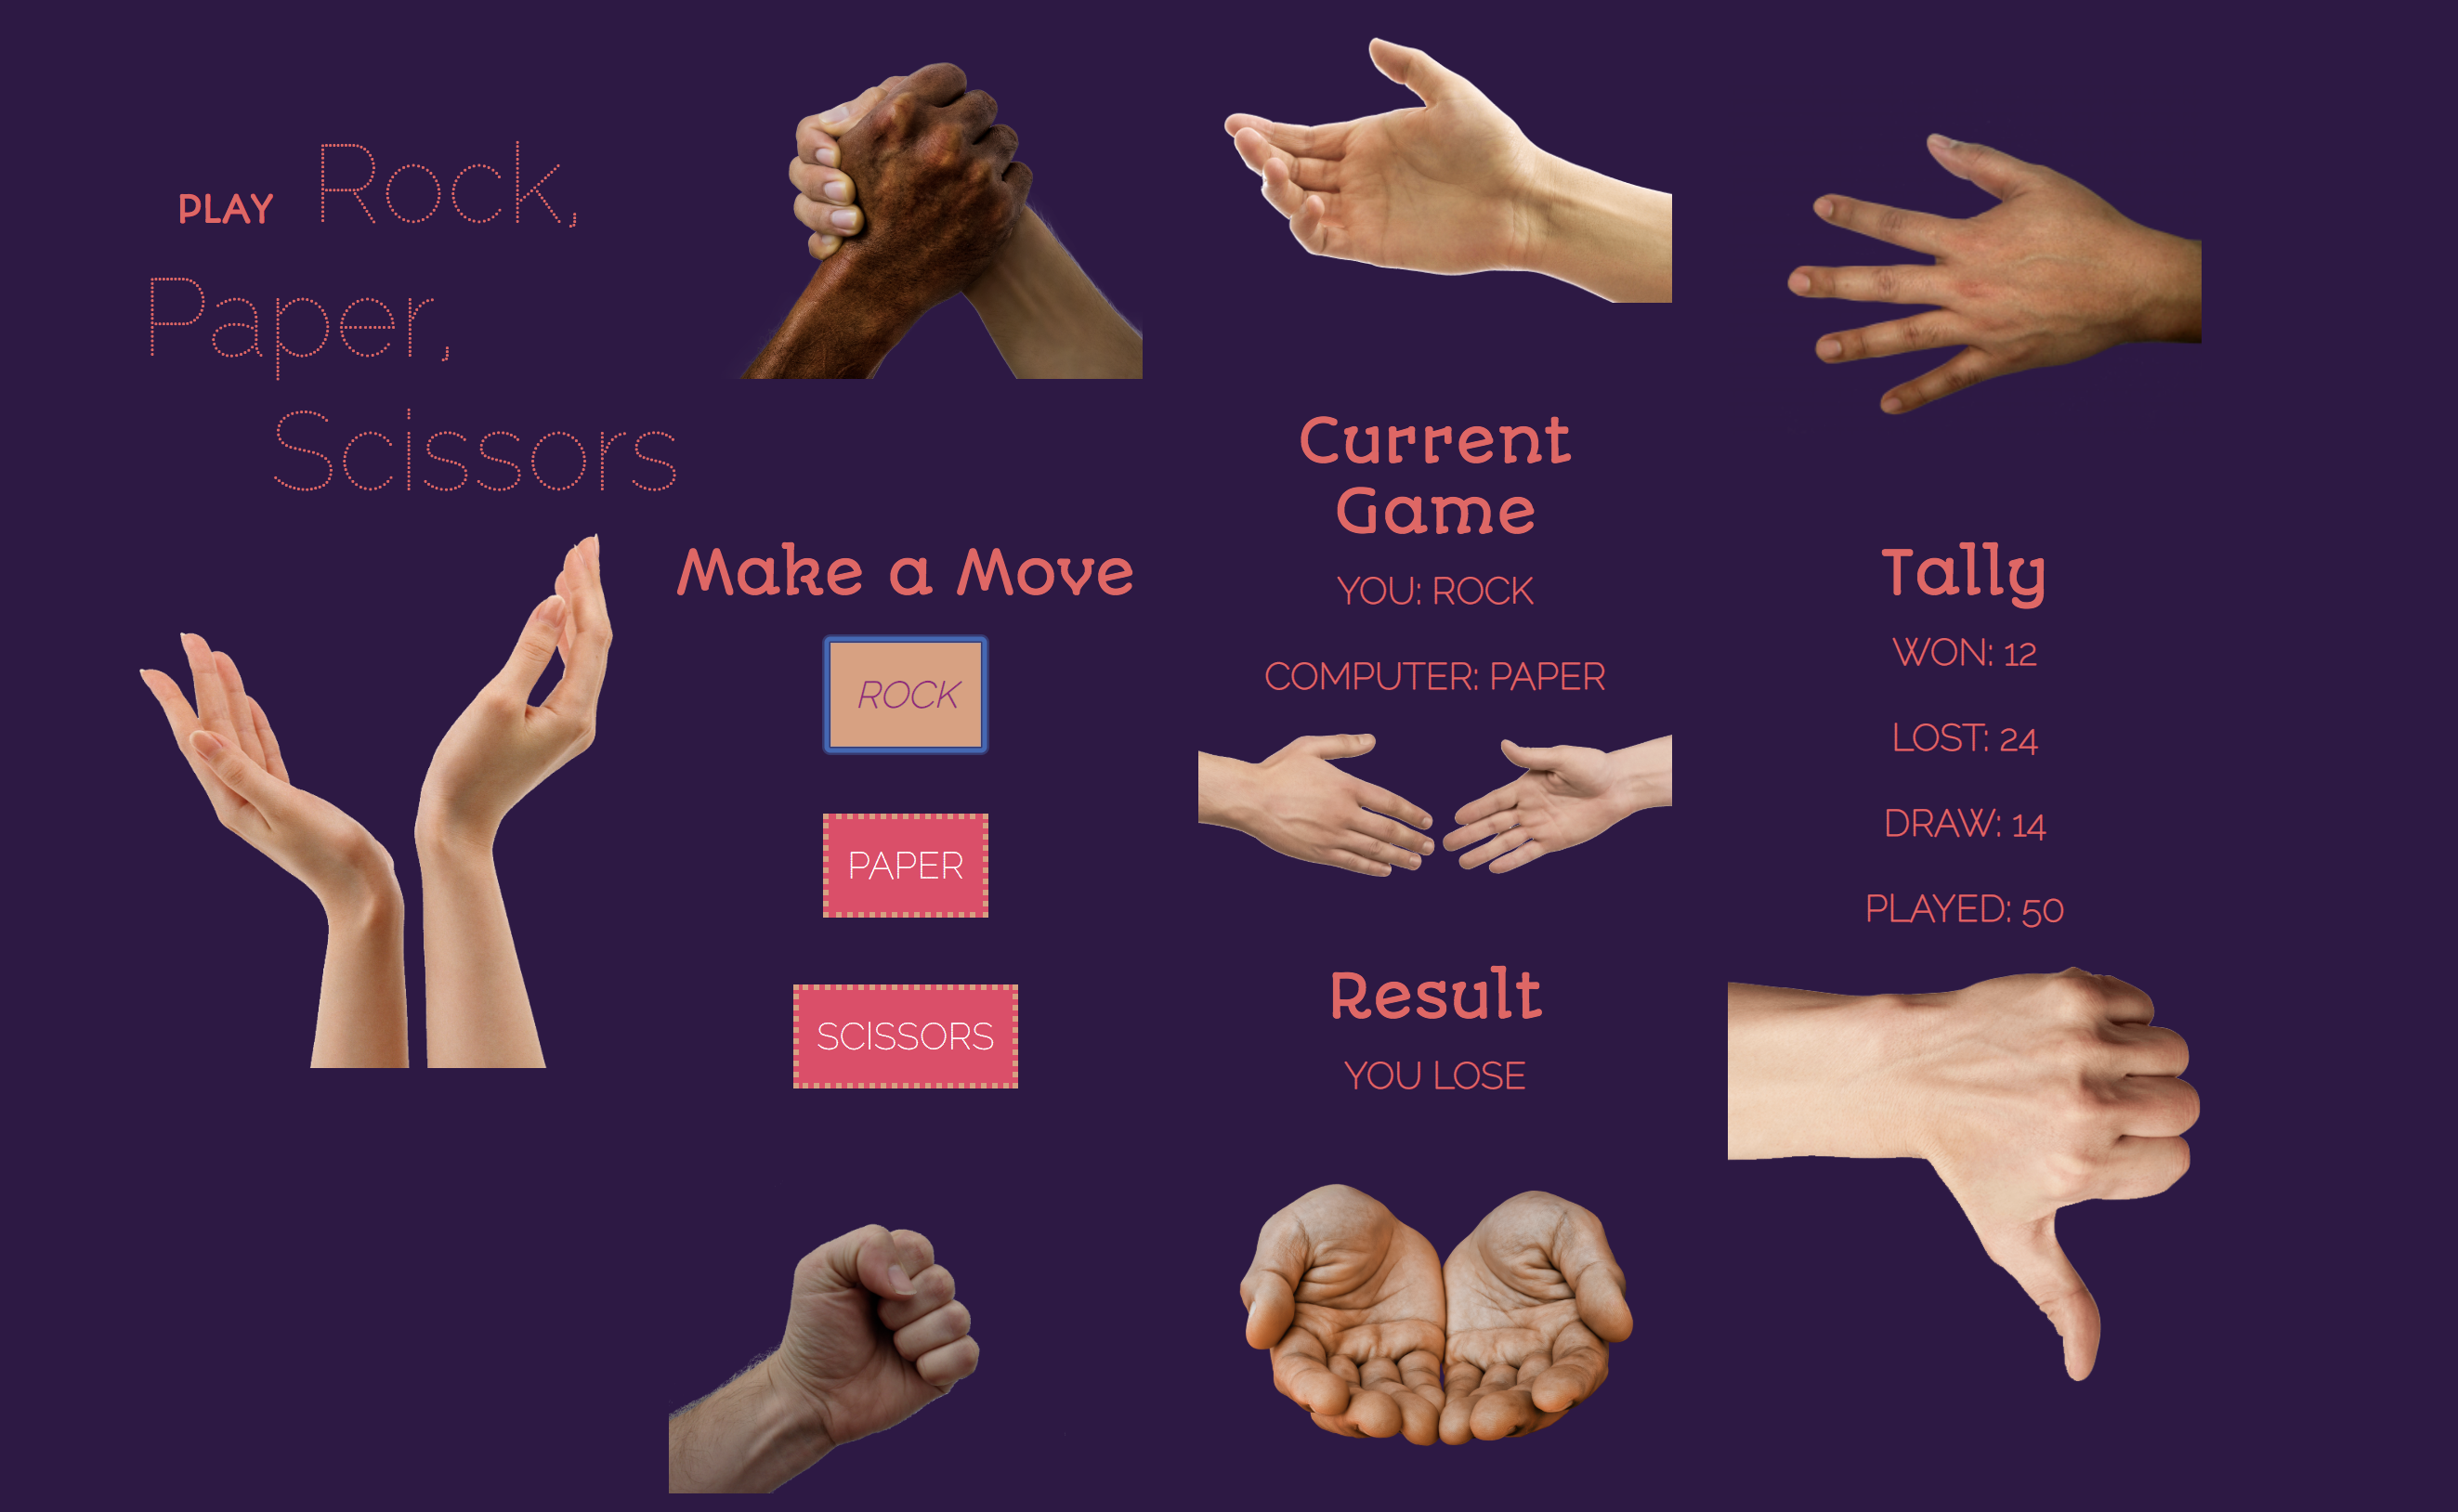 PLAY Rock,
Paper,
Scissors
Make a Move
ROCK
PAPER
SCISSORS
Current
Game
YOU: ROCK
COMPUTER: PAPER
Result
YOU LOSE
Tally
WON: 12
LOST: 24
DRAW: 14
PLAYED: 50